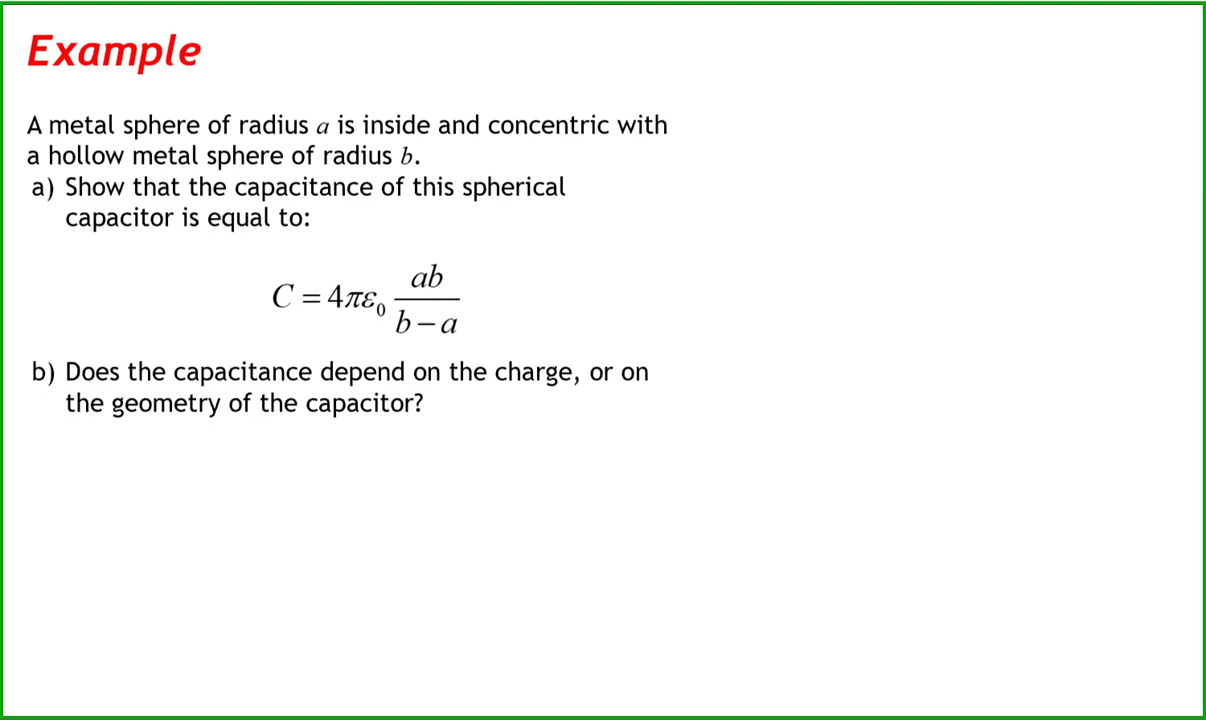 Example
A metal sphere of radius a is inside and concentric with
a hollow metal sphere of radius b.
a) Show that the capacitance of this spherical
capacitor is equal to:
C = 4πε₀ ab / b − a
b) Does the capacitance depend on the charge, or on
the geometry of the capacitor?